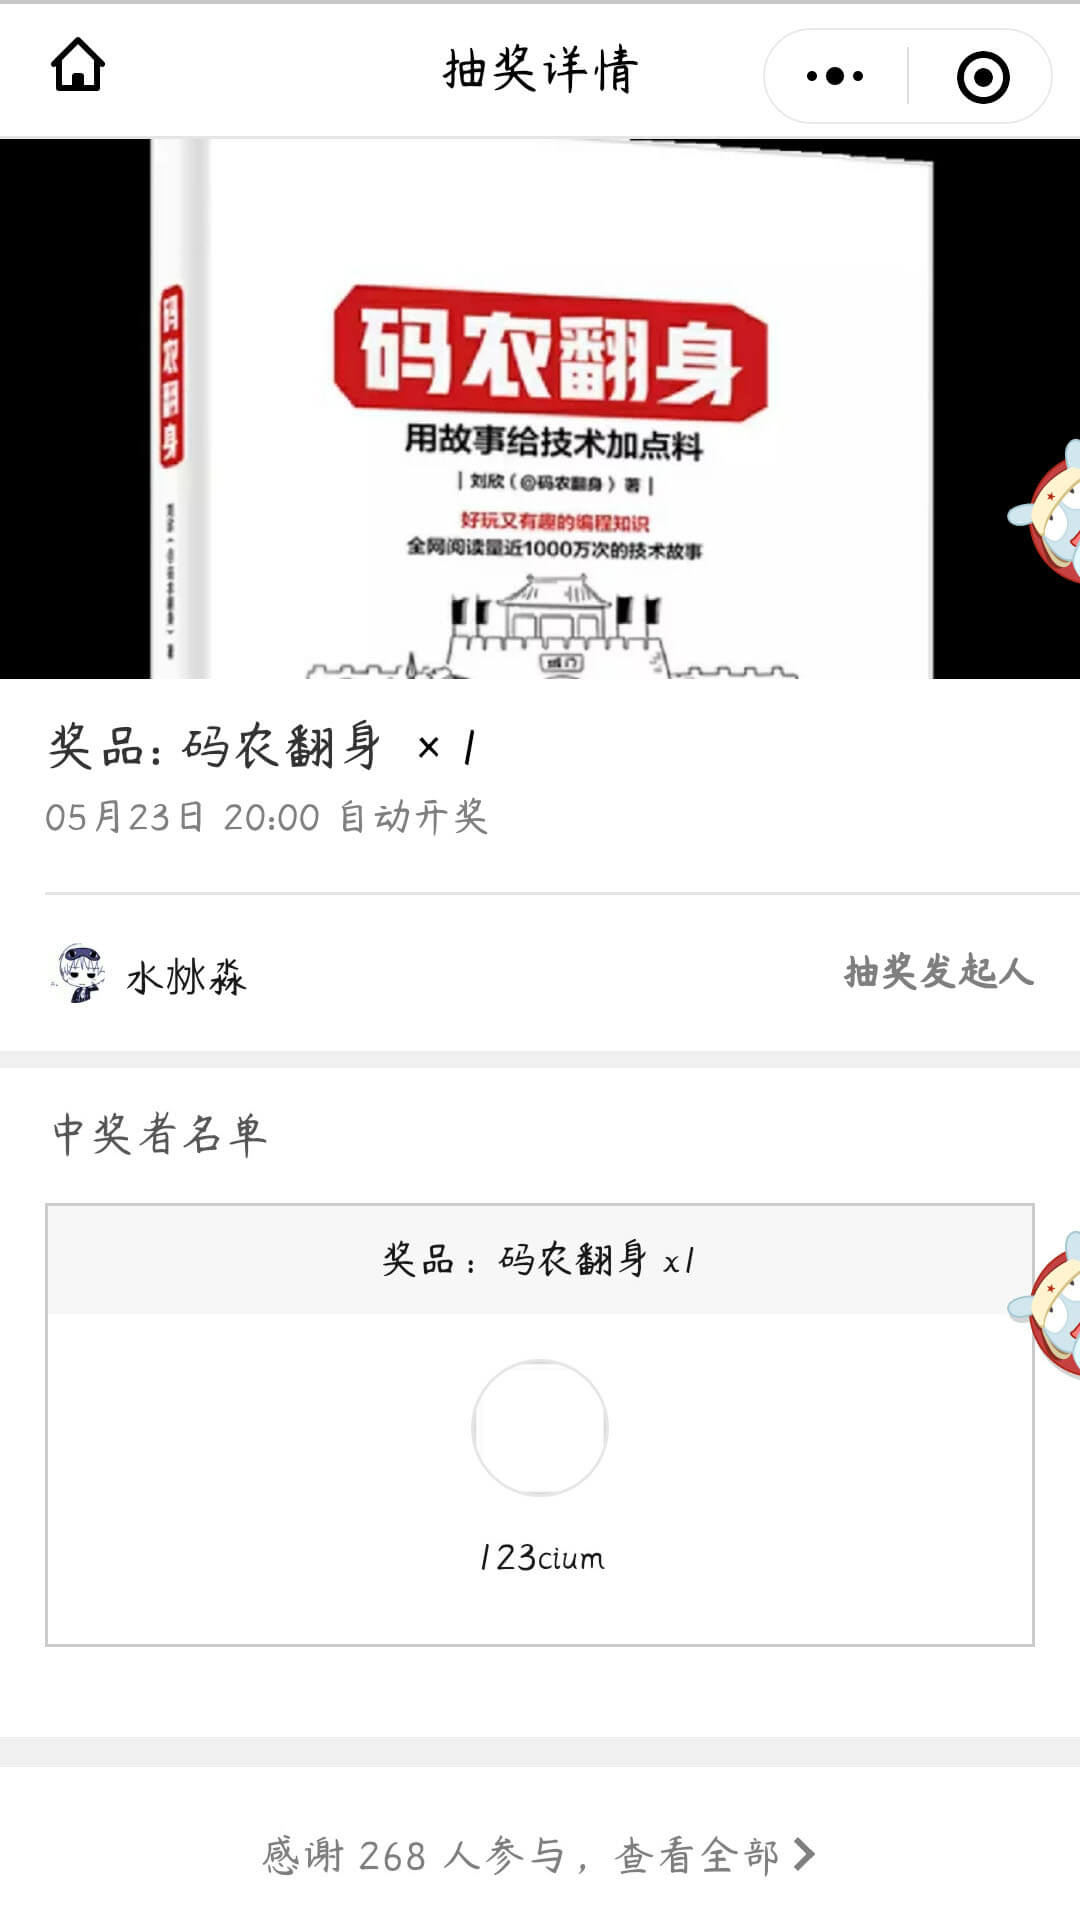 抽奖详情
码农翻身
码农翻身
用故事给技术加点料
刘欣(@码农翻身)著
好玩又有趣的编程知识
全网阅读量近1000万次的技术故事
奖品: 码农翻身 × 1
05月23日 20:00 自动开奖
水沝淼
抽奖发起人
中奖者名单
奖品：码农翻身 x1
123cium
感谢 268 人参与，查看全部